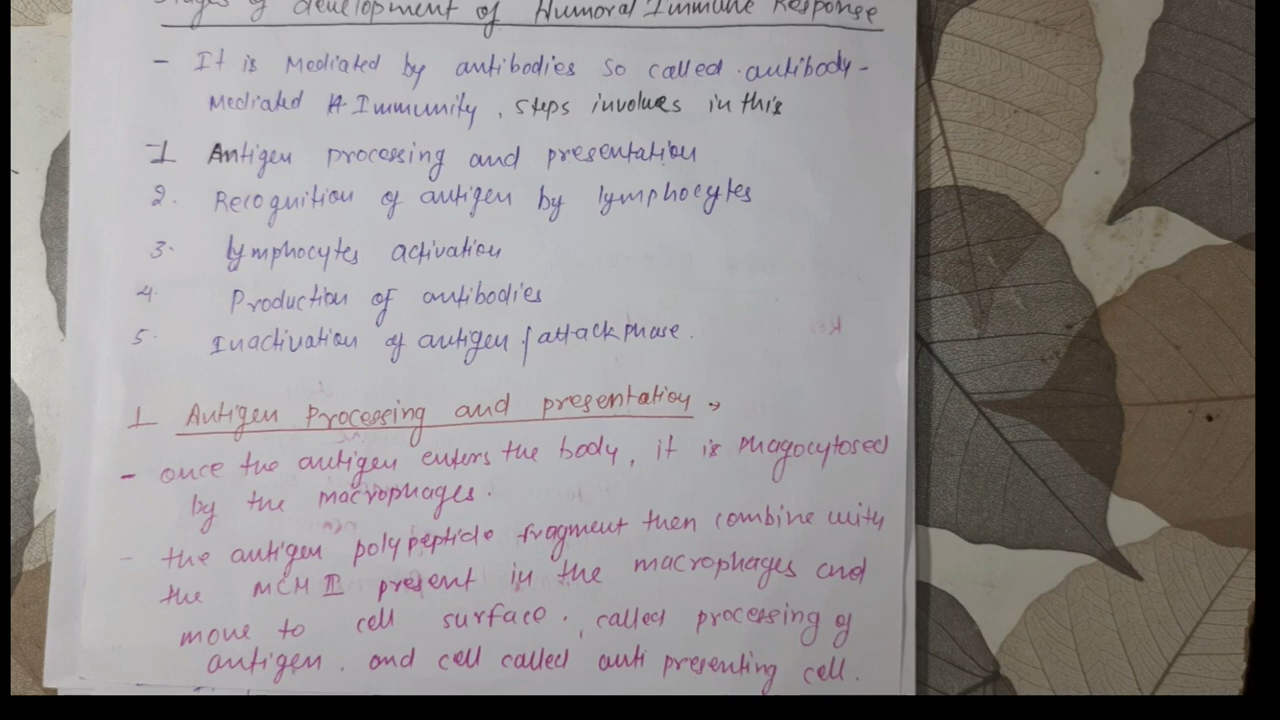 Stages of development of Humoral Immune Response
- It is Mediated by antibodies so called antibody-
Mediated Immunity, steps involves in this
1 Antigen processing and presentation
2. Recognition of antigen by lymphocytes
3. lymphocytes activation
4. Production of antibodies
5. Inactivation of antigen / attack phase.
1 Antigen Processing and presentation →
- once the antigen enters the body, it is phagocytosed
by the macrophages.
- the antigen polypeptide fragment then combine with
the MCH II present in the macrophages and
move to cell surface. called processing of
antigen. and cell called anti presenting cell.